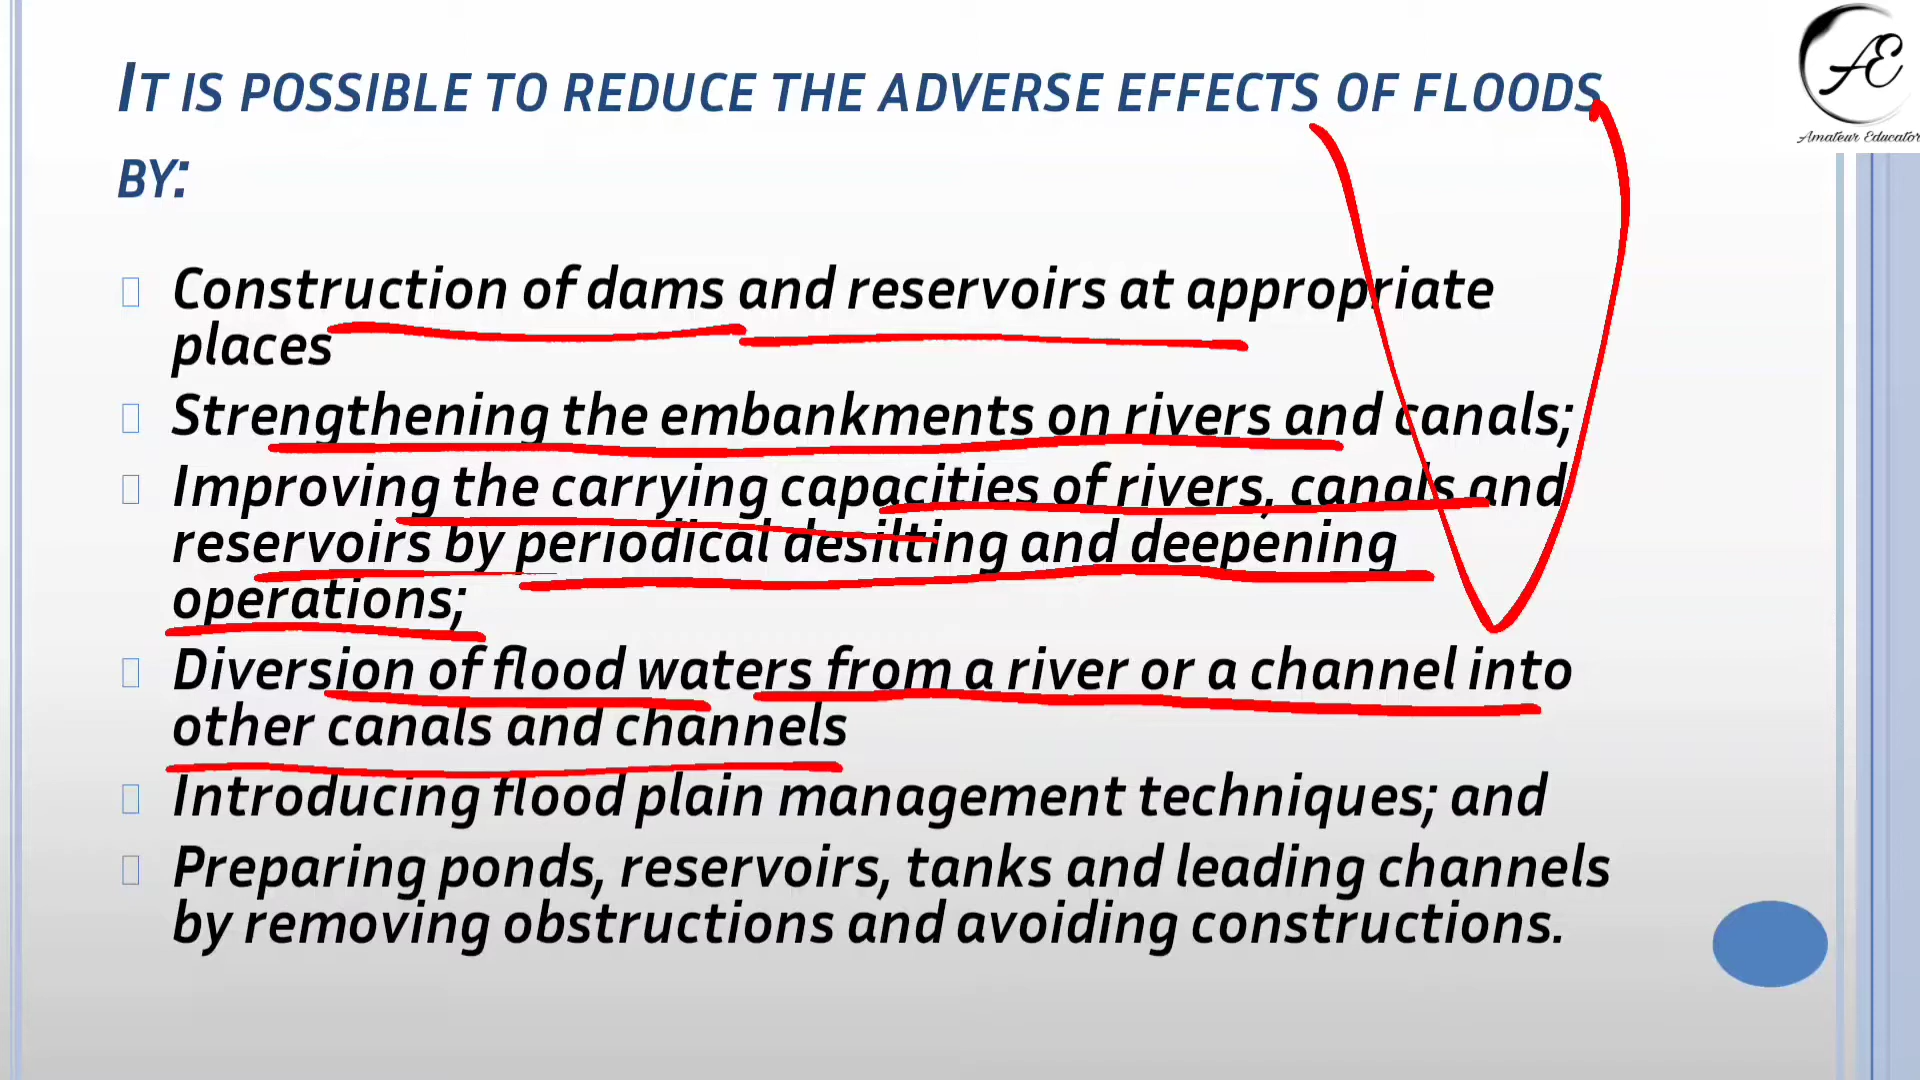 IT IS POSSIBLE TO REDUCE THE ADVERSE EFFECTS OF FLOODS
BY:
Construction of dams and reservoirs at appropriate
places
Strengthening the embankments on rivers and canals;
Improving the carrying capacities of rivers, canals and
reservoirs by periodical desilting and deepening
operations;
Diversion of flood waters from a river or a channel into
other canals and channels
Introducing flood plain management techniques; and
Preparing ponds, reservoirs, tanks and leading channels
by removing obstructions and avoiding constructions.
AE
Amateur Educator